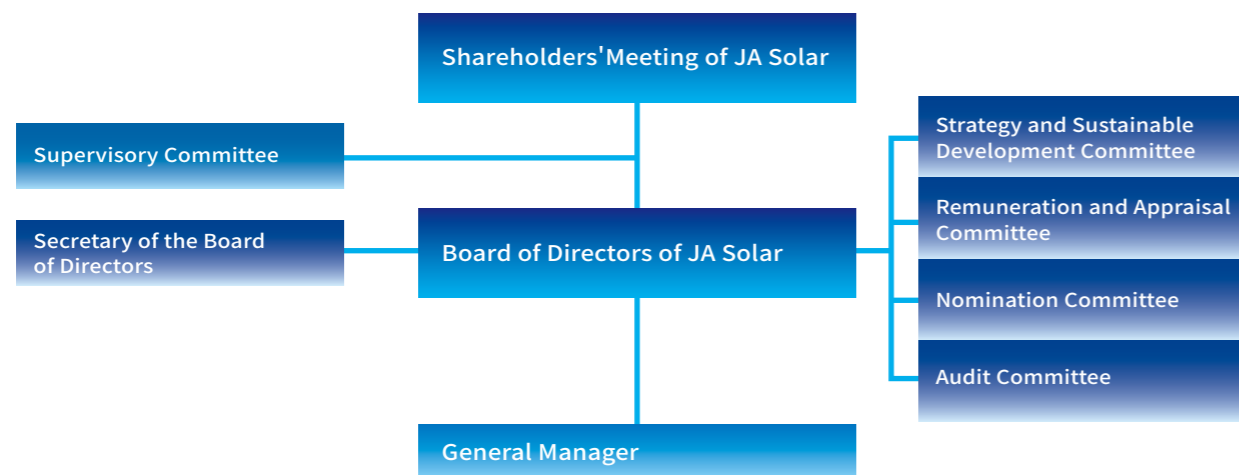 Shareholders'Meeting of JA Solar
Supervisory Committee
Secretary of the Board
of Directors
Board of Directors of JA Solar
Strategy and Sustainable
Development Committee
Remuneration and Appraisal
Committee
Nomination Committee
Audit Committee
General Manager